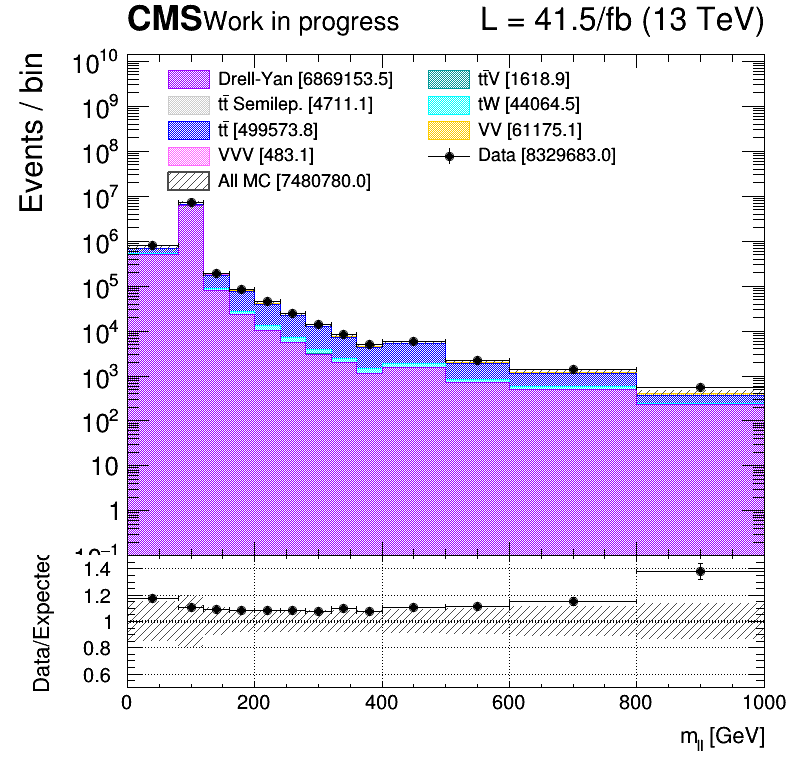 CMS Work in progress L = 41.5/fb (13 TeV)
Events / bin
10¹⁰
10⁹
10⁸
10⁷
10⁶
10⁵
10⁴
10³
10²
10
1
10⁻¹
Drell-Yan [6869153.5]
tt̄ Semilep. [4711.1]
tt̄ [499573.8]
VVV [483.1]
All MC [7480780.0]
tt̄V [1618.9]
tW [44064.5]
VV [61175.1]
Data [8329683.0]
Data/Expected
1.4
1.2
1
0.8
0.6
0 200 400 600 800 1000
m_ll [GeV]